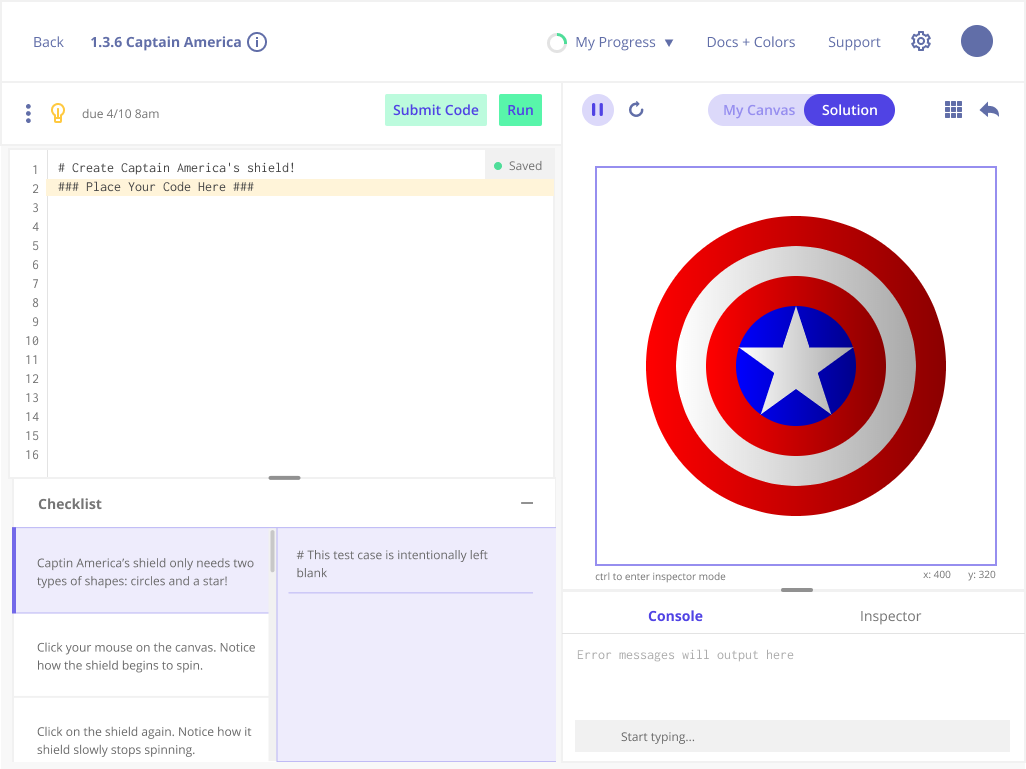 Back
1.3.6 Captain America i
My Progress ▼
Docs + Colors
Support
due 4/10 8am
Submit Code
Run
My Canvas
Solution
1 # Create Captain America's shield!
Saved
2 ### Place Your Code Here ###
3
4
5
6
7
8
9
10
11
12
13
14
15
16
Checklist
Captin America’s shield only needs two
types of shapes: circles and a star!
Click your mouse on the canvas. Notice
how the shield begins to spin.
Click on the shield again. Notice how it
shield slowly stops spinning.
# This test case is intentionally left
blank
ctrl to enter inspector mode
x: 400 y: 320
Console
Inspector
Error messages will output here
Start typing...